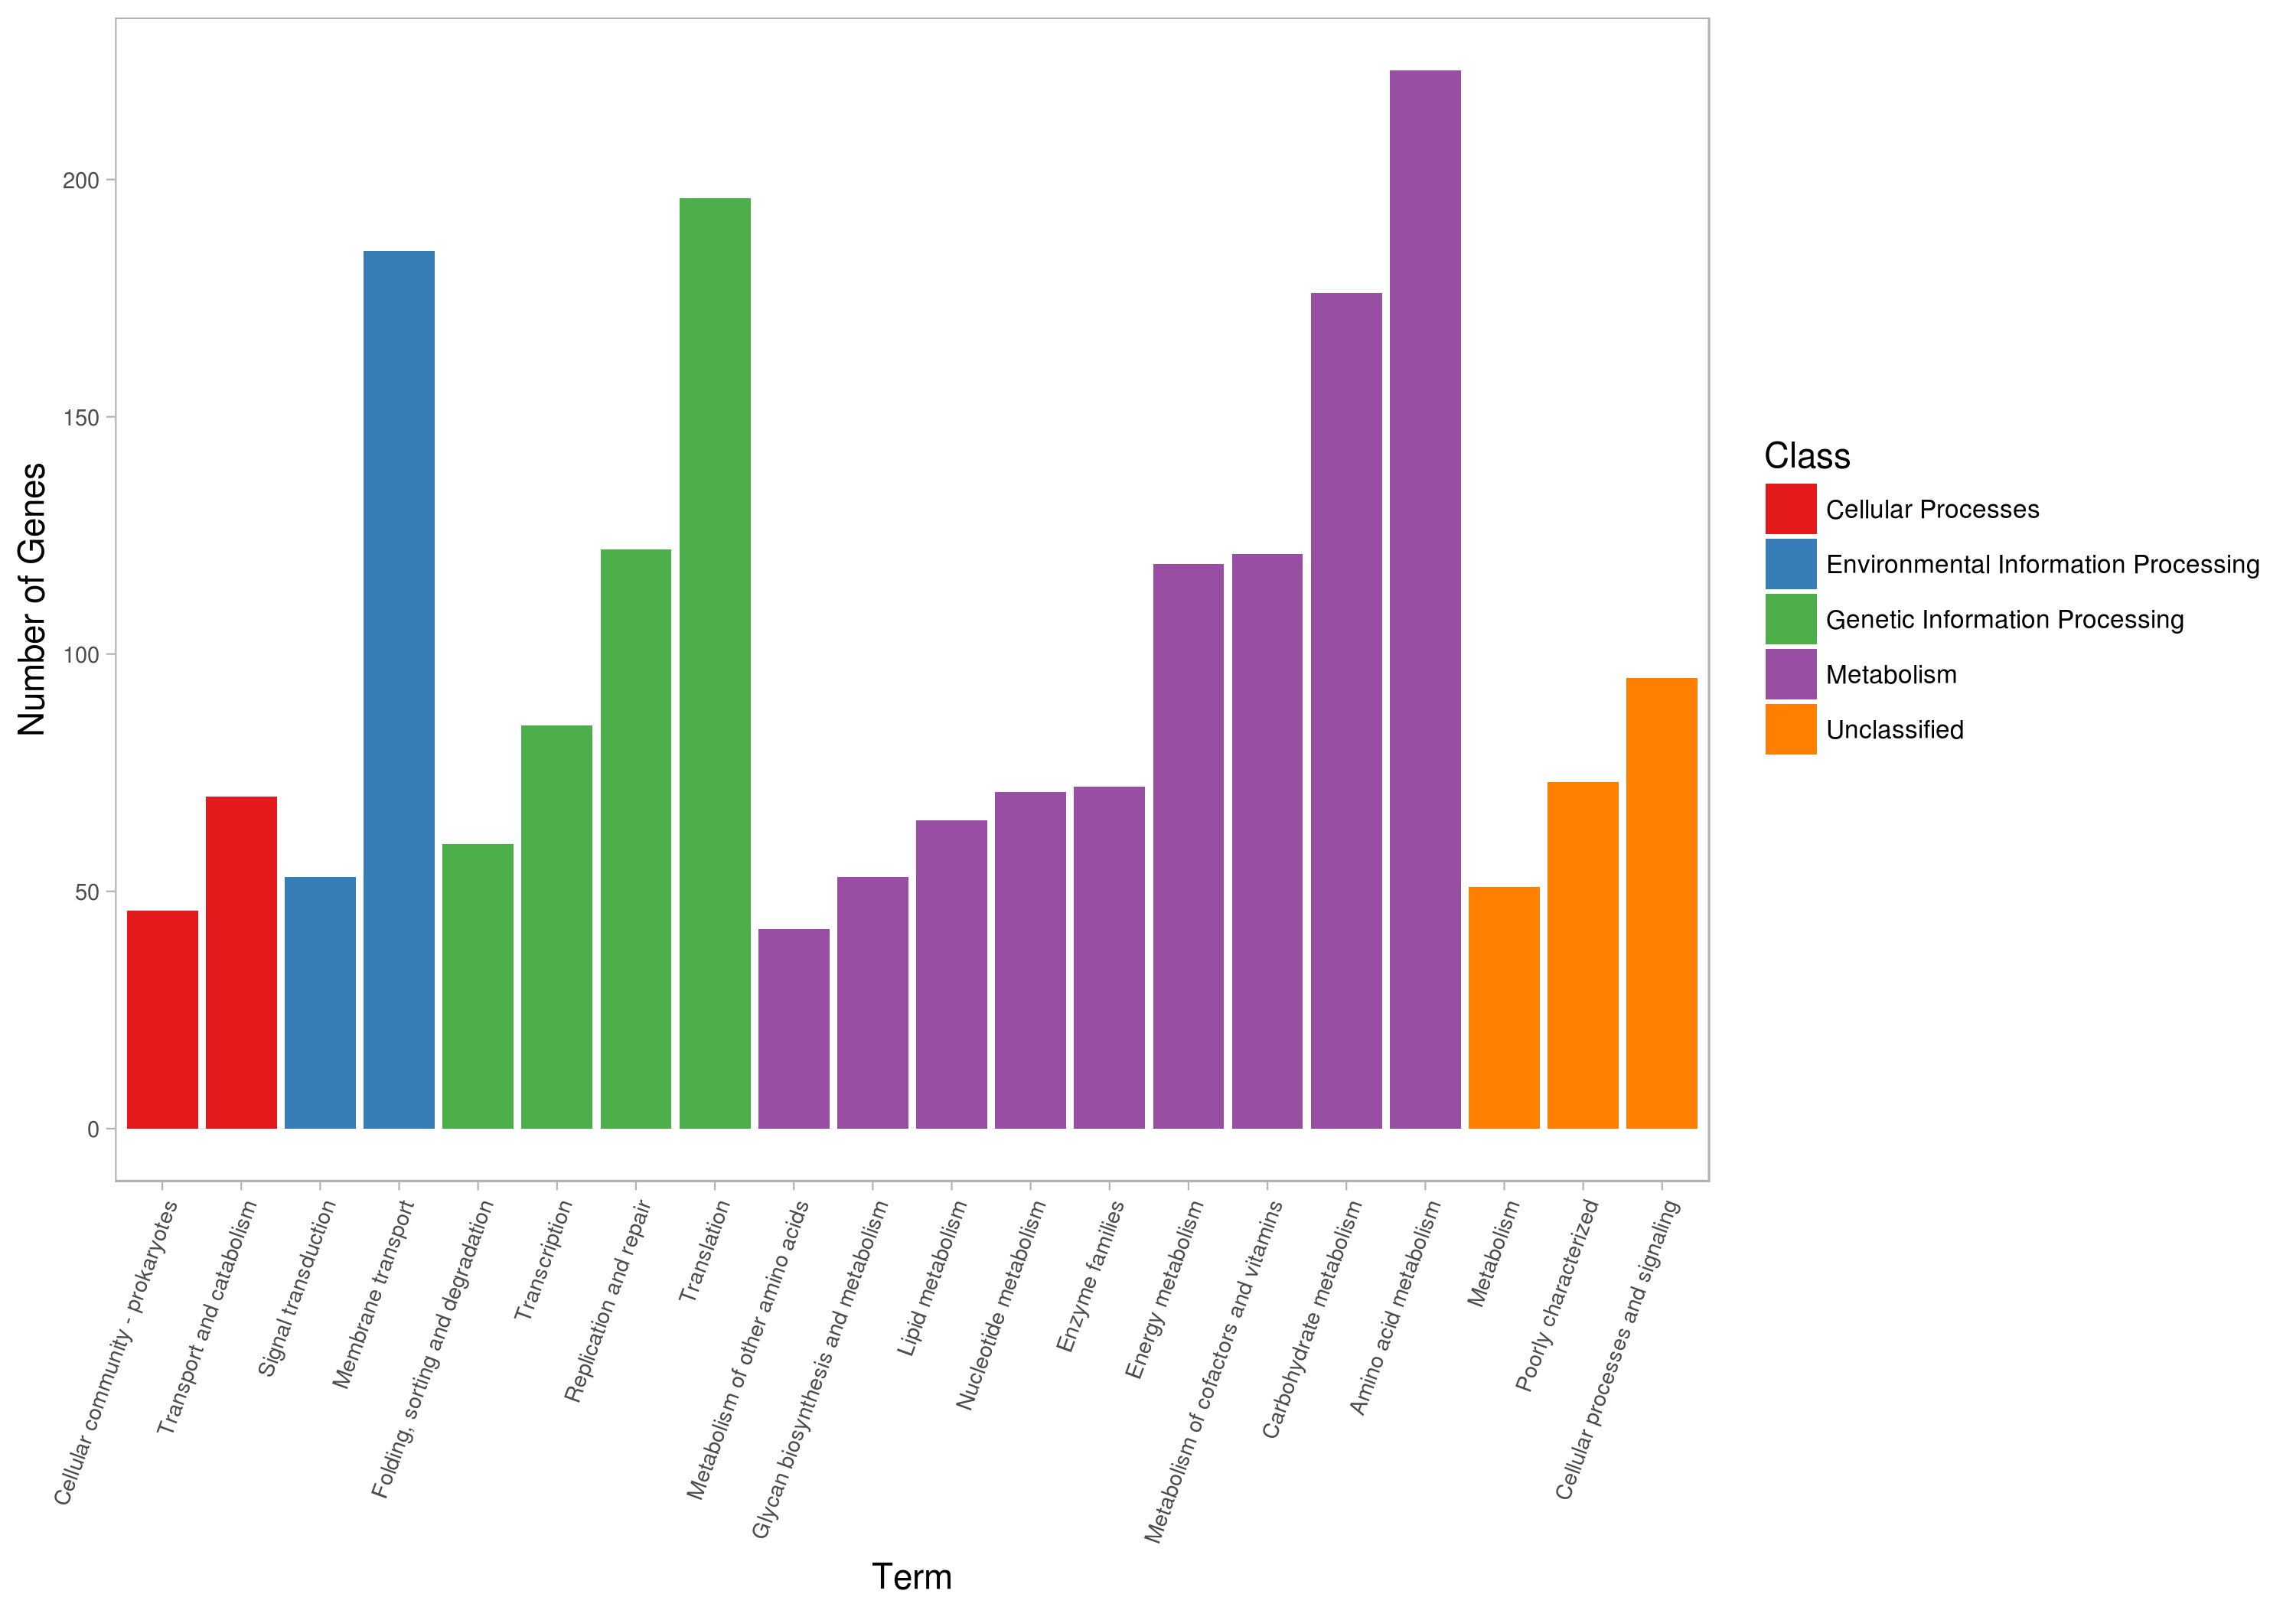 Number of Genes
200
150
100
50
0
Cellular community - prokaryotes
Transport and catabolism
Signal transduction
Membrane transport
Folding, sorting and degradation
Transcription
Replication and repair
Translation
Metabolism of other amino acids
Glycan biosynthesis and metabolism
Lipid metabolism
Nucleotide metabolism
Enzyme families
Energy metabolism
Metabolism of cofactors and vitamins
Carbohydrate metabolism
Amino acid metabolism
Metabolism
Poorly characterized
Cellular processes and signaling
Term
Class
Cellular Processes
Environmental Information Processing
Genetic Information Processing
Metabolism
Unclassified